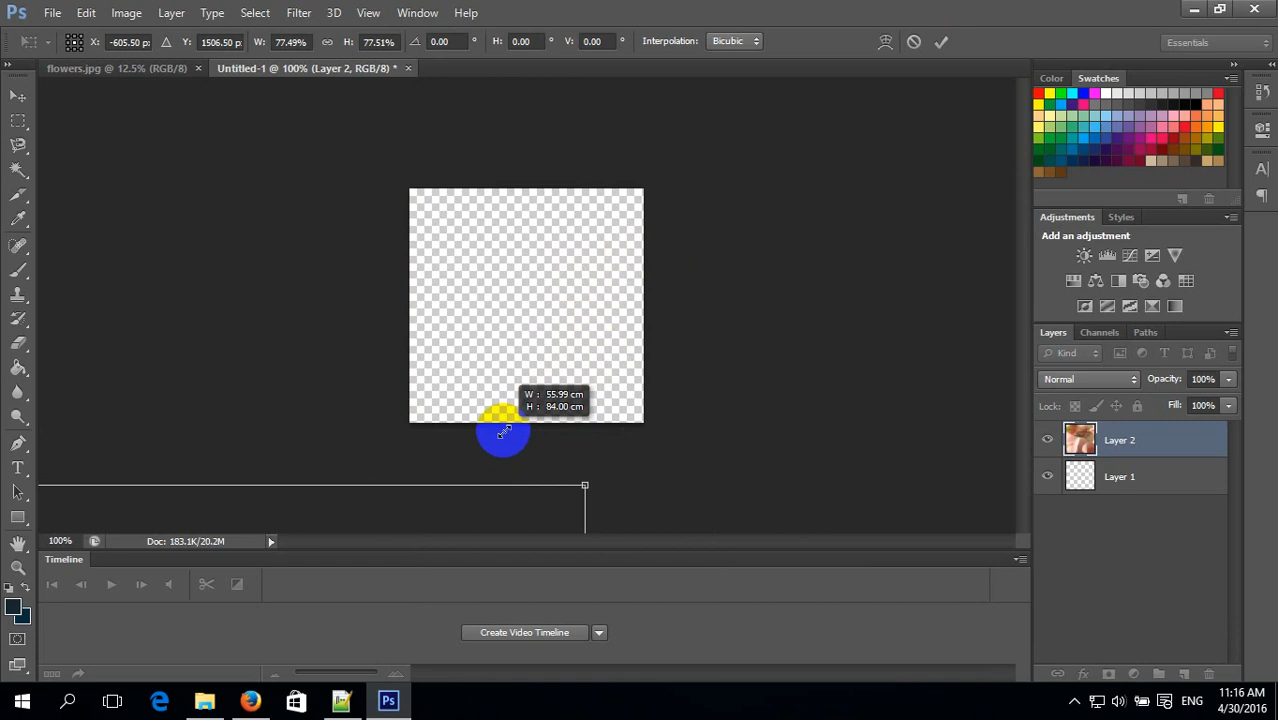 Ps File Edit Image Layer Type Select Filter 3D View Window Help
X: -605.50 px Y: 1506.50 px W: 77.49% H: 77.51% 0.00 ° H: 0.00 ° V: 0.00 ° Interpolation: Bicubic Essentials
flowers.jpg @ 12.5% (RGB/8) × Untitled-1 @ 100% (Layer 2, RGB/8) * ×
Color Swatches
Adjustments Styles
Add an adjustment
Layers Channels Paths
Kind
Normal Opacity: 100%
Lock: Fill: 100%
Layer 2
Layer 1
W : 55.99 cm
H : 84.00 cm
100% Doc: 183.1K/20.2M
Timeline
Create Video Timeline
Ps ENG 11:16 AM
4/30/2016